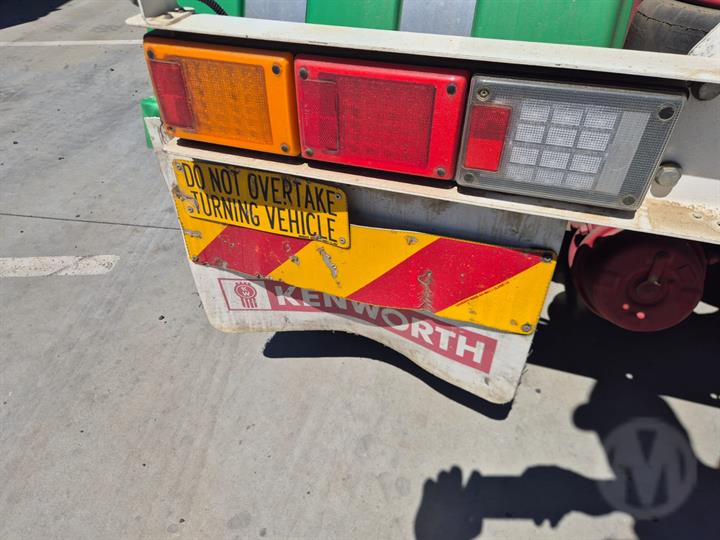 DO NOT OVERTAKE
TURNING VEHICLE
KENWORTH
M